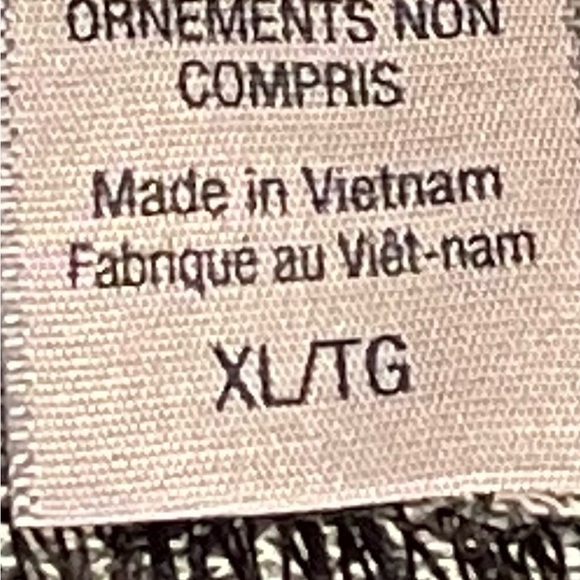 ORNEMENTS NON
COMPRIS
Made in Vietnam
Fabriqué au Viêt-nam
XL/TG